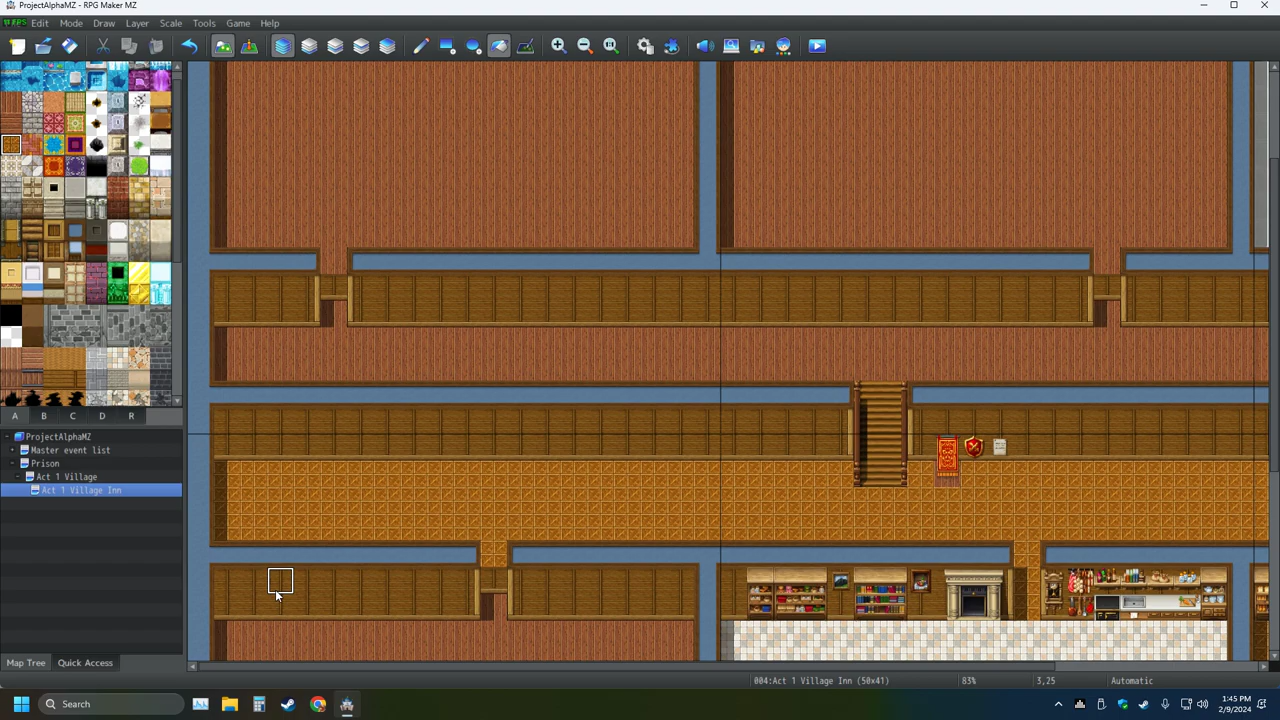 ProjectAlphaMZ - RPG Maker MZ
Edit Mode Draw Layer Scale Tools Game Help
A B C D R
ProjectAlphaMZ
Master event list
Prison
Act 1 Village
Act 1 Village Inn
Map Tree Quick Access
004:Act 1 Village Inn (50x41) 83% 3,25 Automatic
Search
1:45 PM
2/9/2024